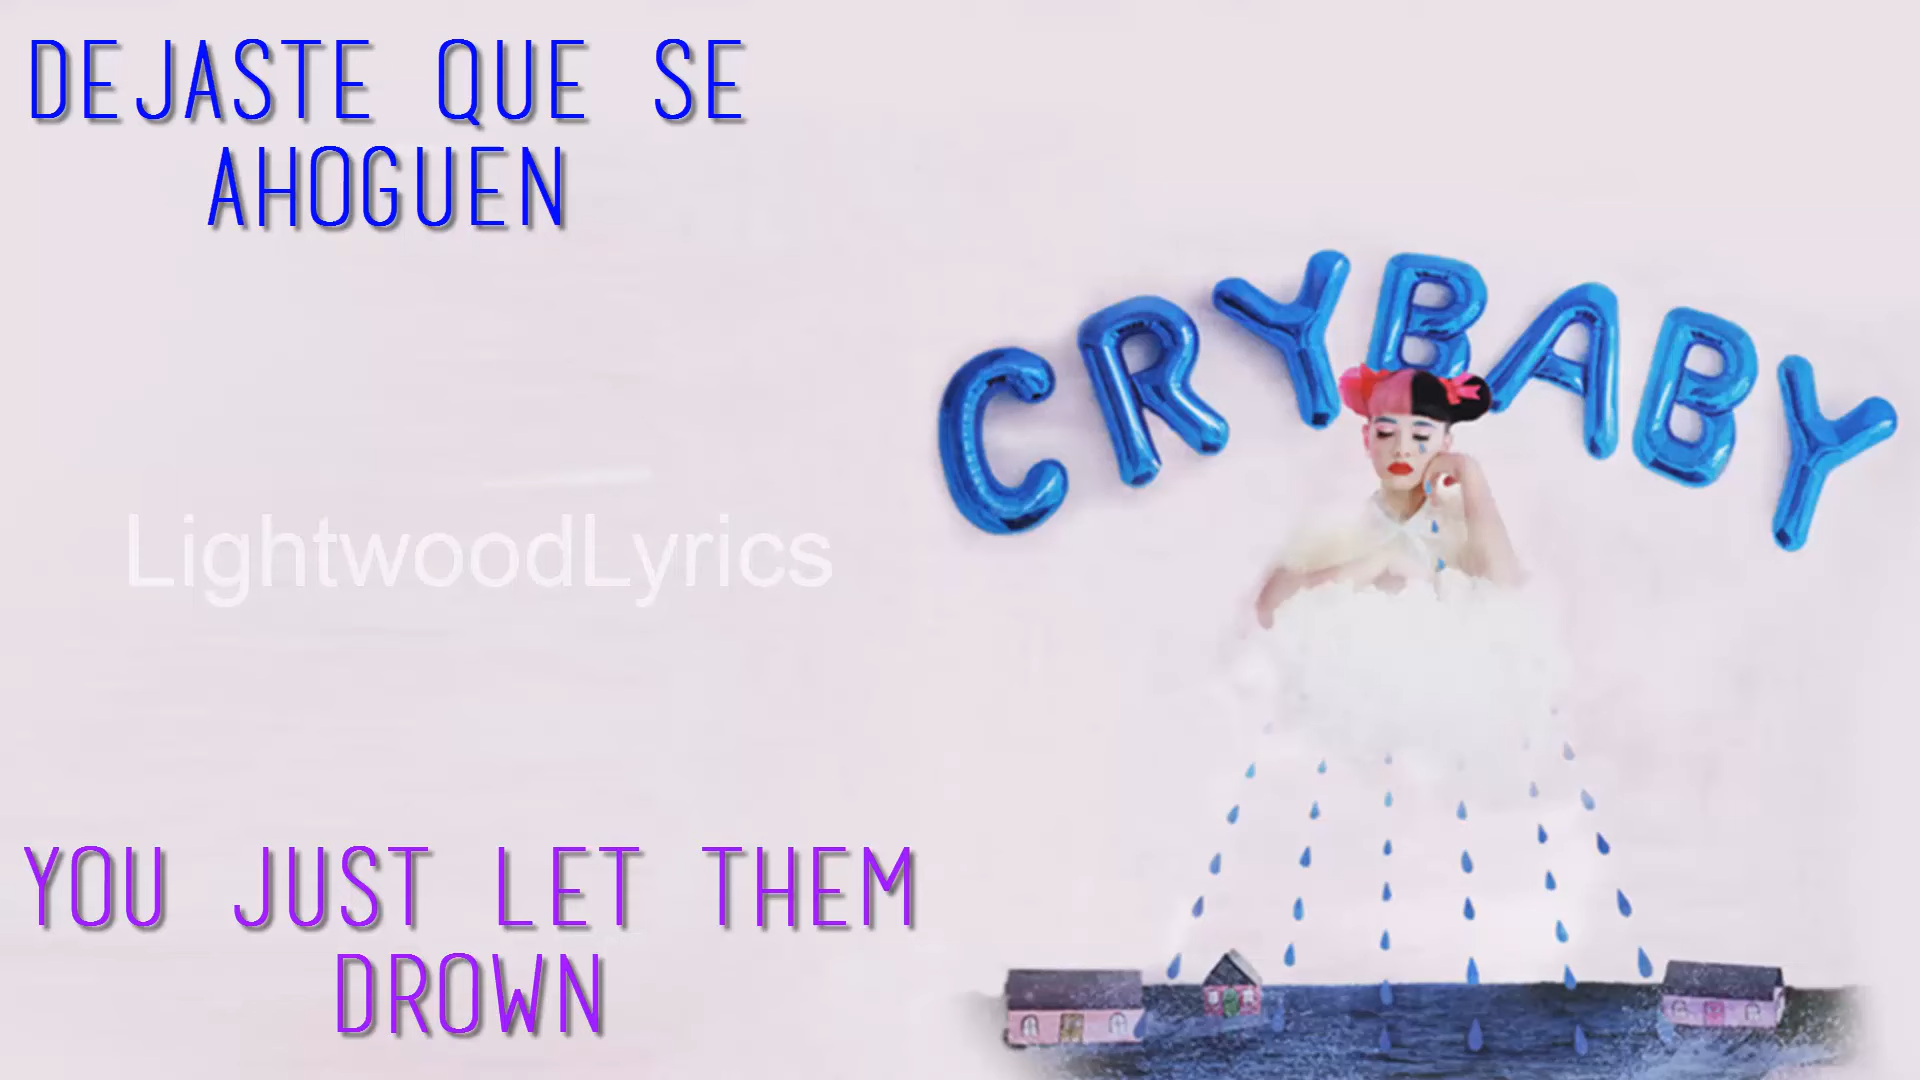 DEJASTE QUE SE
AHOGUEN
CRYBABY
LightwoodLyrics
YOU JUST LET THEM
DROWN